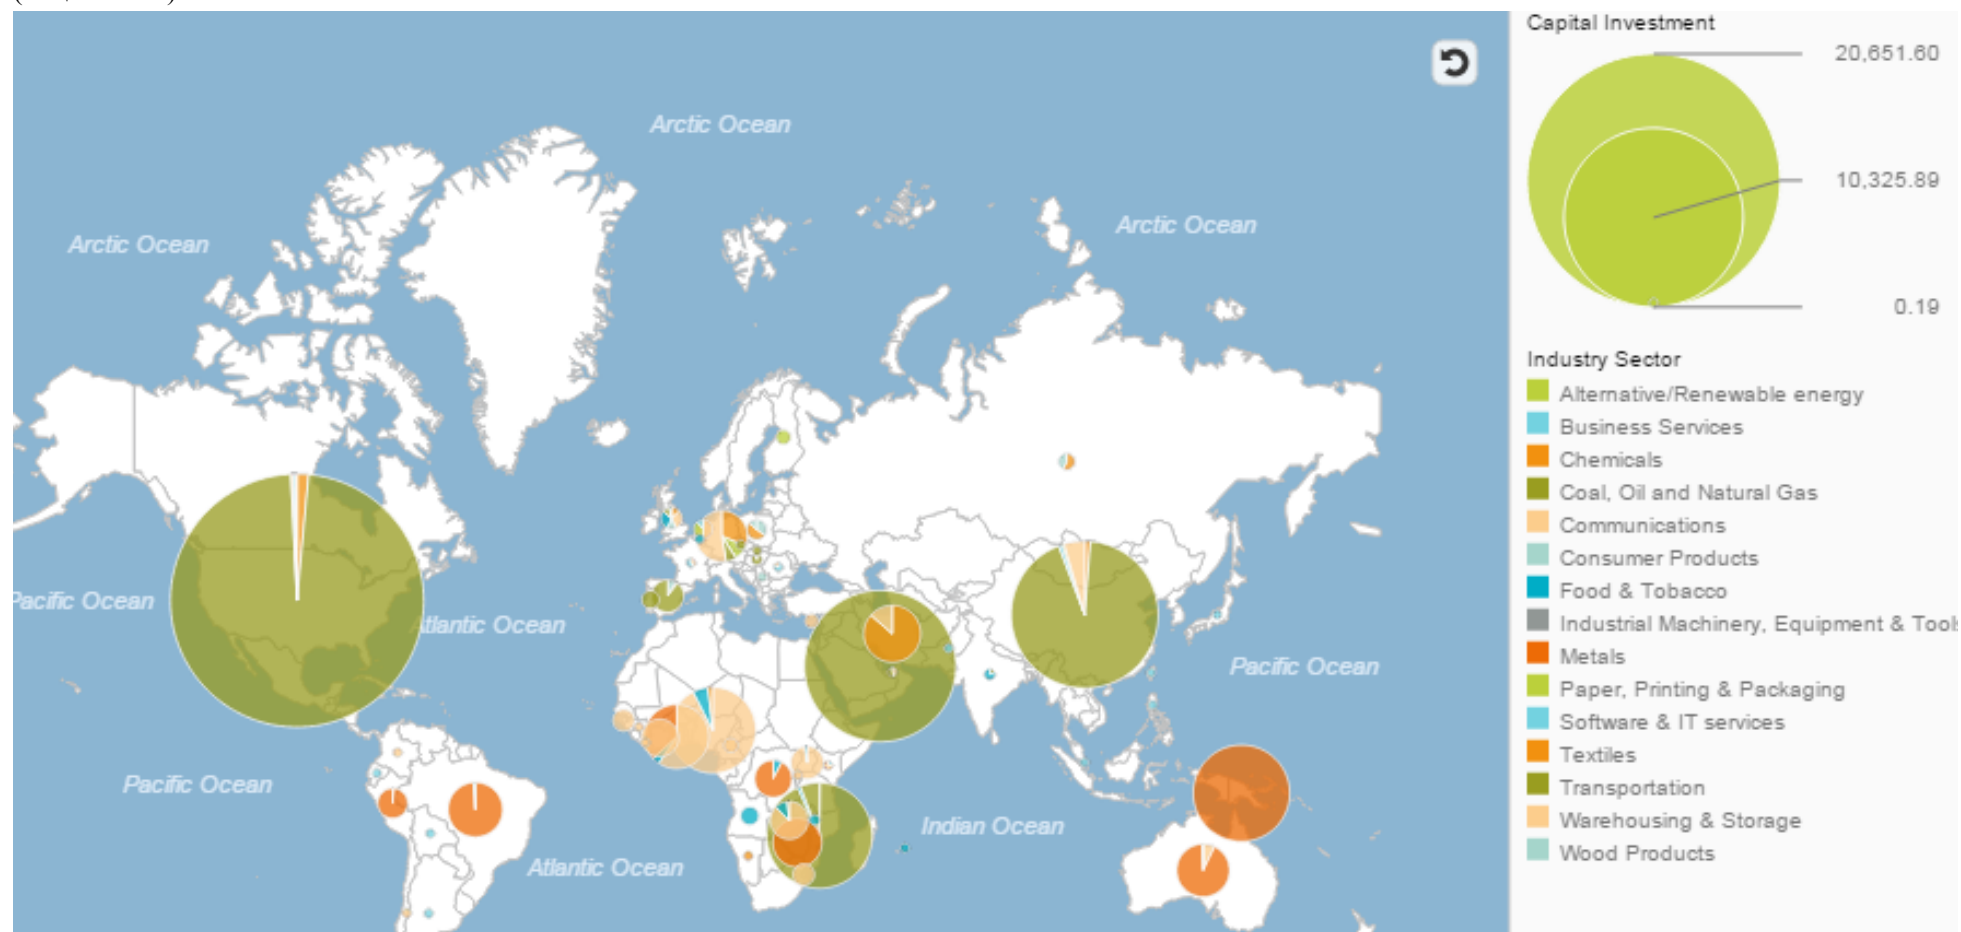 Arctic Ocean
Arctic Ocean
Arctic Ocean
Pacific Ocean
Atlantic Ocean
Pacific Ocean
Pacific Ocean
Indian Ocean
Atlantic Ocean
Capital Investment
20,651.60
10,325.89
0.19
Industry Sector
Alternative/Renewable energy
Business Services
Chemicals
Coal, Oil and Natural Gas
Communications
Consumer Products
Food & Tobacco
Industrial Machinery, Equipment & Tools
Metals
Paper, Printing & Packaging
Software & IT services
Textiles
Transportation
Warehousing & Storage
Wood Products